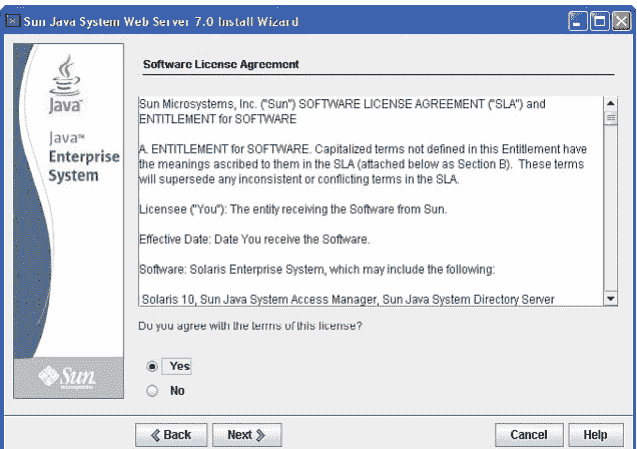 Sun Java System Web Server 7.0 Install Wizard
Java
Java™
Enterprise
System
Sun
microsystems
Software License Agreement
Sun Microsystems, Inc. ("Sun") SOFTWARE LICENSE AGREEMENT ("SLA") and
ENTITLEMENT for SOFTWARE
A. ENTITLEMENT for SOFTWARE. Capitalized terms not defined in this Entitlement have
the meanings ascribed to them in the SLA (attached below as Section B). These terms
will supersede any inconsistent or conflicting terms in the SLA.
Licensee ("You"): The entity receiving the Software from Sun.
Effective Date: Date You receive the Software.
Software: Solaris Enterprise System, which may include the following:
Solaris 10, Sun Java System Access Manager, Sun Java System Directory Server
Do you agree with the terms of this license?
Yes
No
Back
Next
Cancel
Help